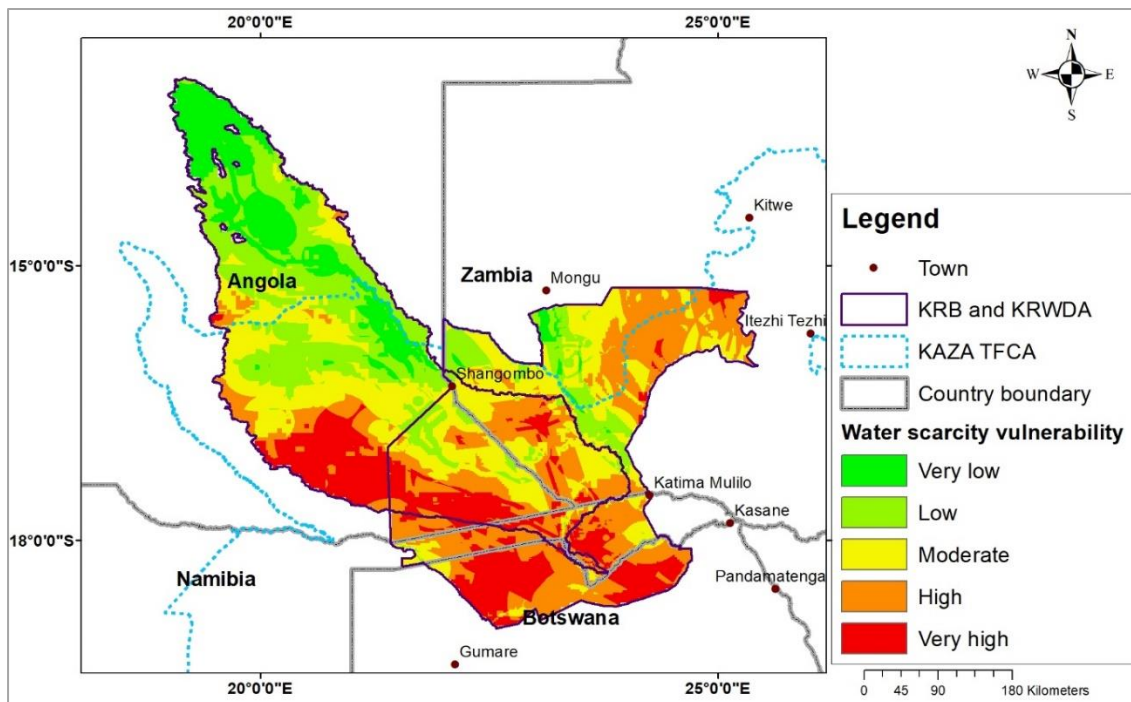 20°0'0"E
25°0'0"E
N
W
E
S
Kitwe
15°0'0"S
Angola
Zambia
Mongu
Itezhi Tezhi
Shangombo
Katima Mulilo
Kasane
18°0'0"S
Namibia
Pandamatenga
Botswana
Gumare
20°0'0"E
25°0'0"E
Legend
Town
KRB and KRWDA
KAZA TFCA
Country boundary
Water scarcity vulnerability
Very low
Low
Moderate
High
Very high
0 45 90 180 Kilometers